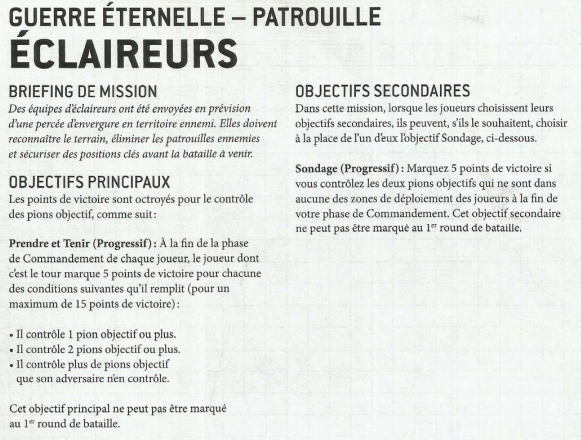 GUERRE ÉTERNELLE – PATROUILLE
ÉCLAIREURS
BRIEFING DE MISSION
Des équipes d'éclaireurs ont été envoyées en prévision
d'une percée d'envergure en territoire ennemi. Elles doivent
reconnaître le terrain, éliminer les patrouilles ennemies
et sécuriser des positions clés avant la bataille à venir.
OBJECTIFS PRINCIPAUX
Les points de victoire sont octroyés pour le contrôle
des pions objectif, comme suit :
Prendre et Tenir (Progressif) : À la fin de la phase
de Commandement de chaque joueur, le joueur dont
c'est le tour marque 5 points de victoire pour chacune
des conditions suivantes qu'il remplit (pour un
maximum de 15 points de victoire) :
• Il contrôle 1 pion objectif ou plus.
• Il contrôle 2 pions objectif ou plus.
• Il contrôle plus de pions objectif
que son adversaire n'en contrôle.
Cet objectif principal ne peut pas être marqué
au 1er round de bataille.
OBJECTIFS SECONDAIRES
Dans cette mission, lorsque les joueurs choisissent leurs
objectifs secondaires, ils peuvent, s'ils le souhaitent, choisir
à la place de l'un d'eux l'objectif Sondage, ci-dessous.
Sondage (Progressif) : Marquez 5 points de victoire si
vous contrôlez les deux pions objectifs qui ne sont dans
aucune des zones de déploiement des joueurs à la fin de
votre phase de Commandement. Cet objectif secondaire
ne peut pas être marqué au 1er round de bataille.